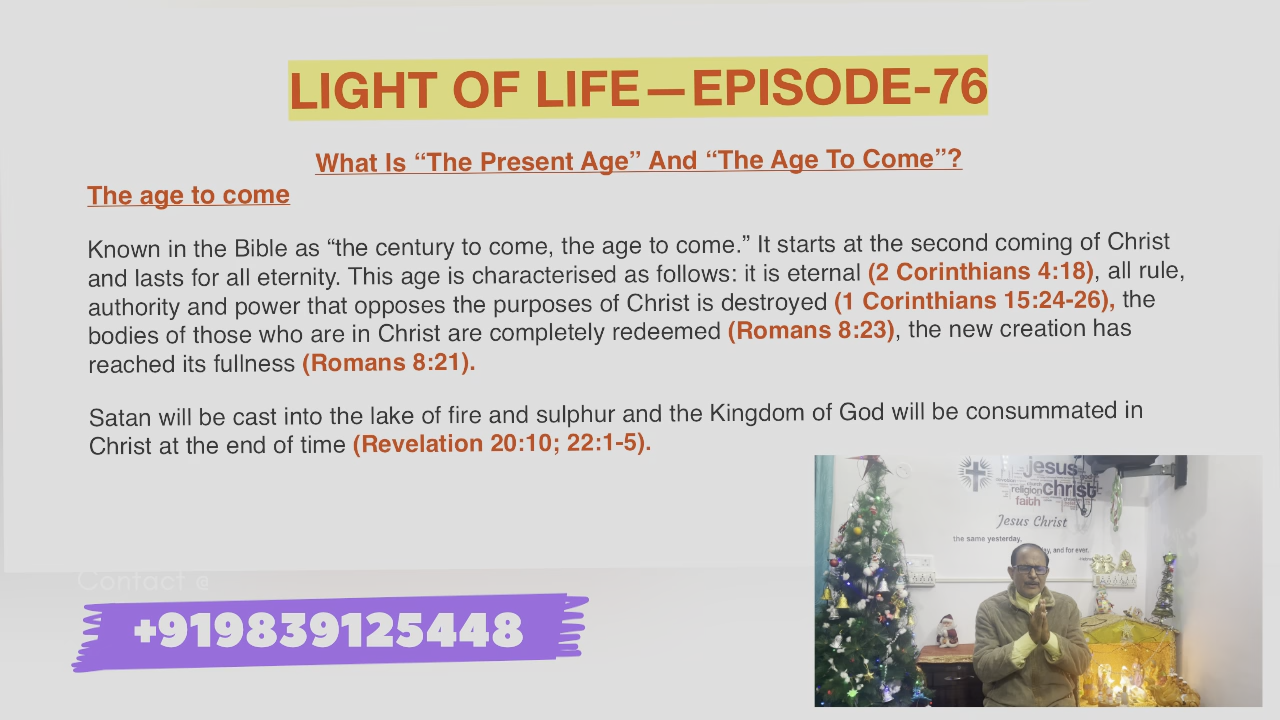 LIGHT OF LIFE—EPISODE-76
What Is “The Present Age” And “The Age To Come”?
The age to come
Known in the Bible as “the century to come, the age to come.” It starts at the second coming of Christ
and lasts for all eternity. This age is characterised as follows: it is eternal (2 Corinthians 4:18), all rule,
authority and power that opposes the purposes of Christ is destroyed (1 Corinthians 15:24-26), the
bodies of those who are in Christ are completely redeemed (Romans 8:23), the new creation has
reached its fullness (Romans 8:21).
Satan will be cast into the lake of fire and sulphur and the Kingdom of God will be consummated in
Christ at the end of time (Revelation 20:10; 22:1-5).
Contact @
+919839125448
jesus
religion christ
faith
Jesus Christ
the same yesterday,
ay, and for ever.